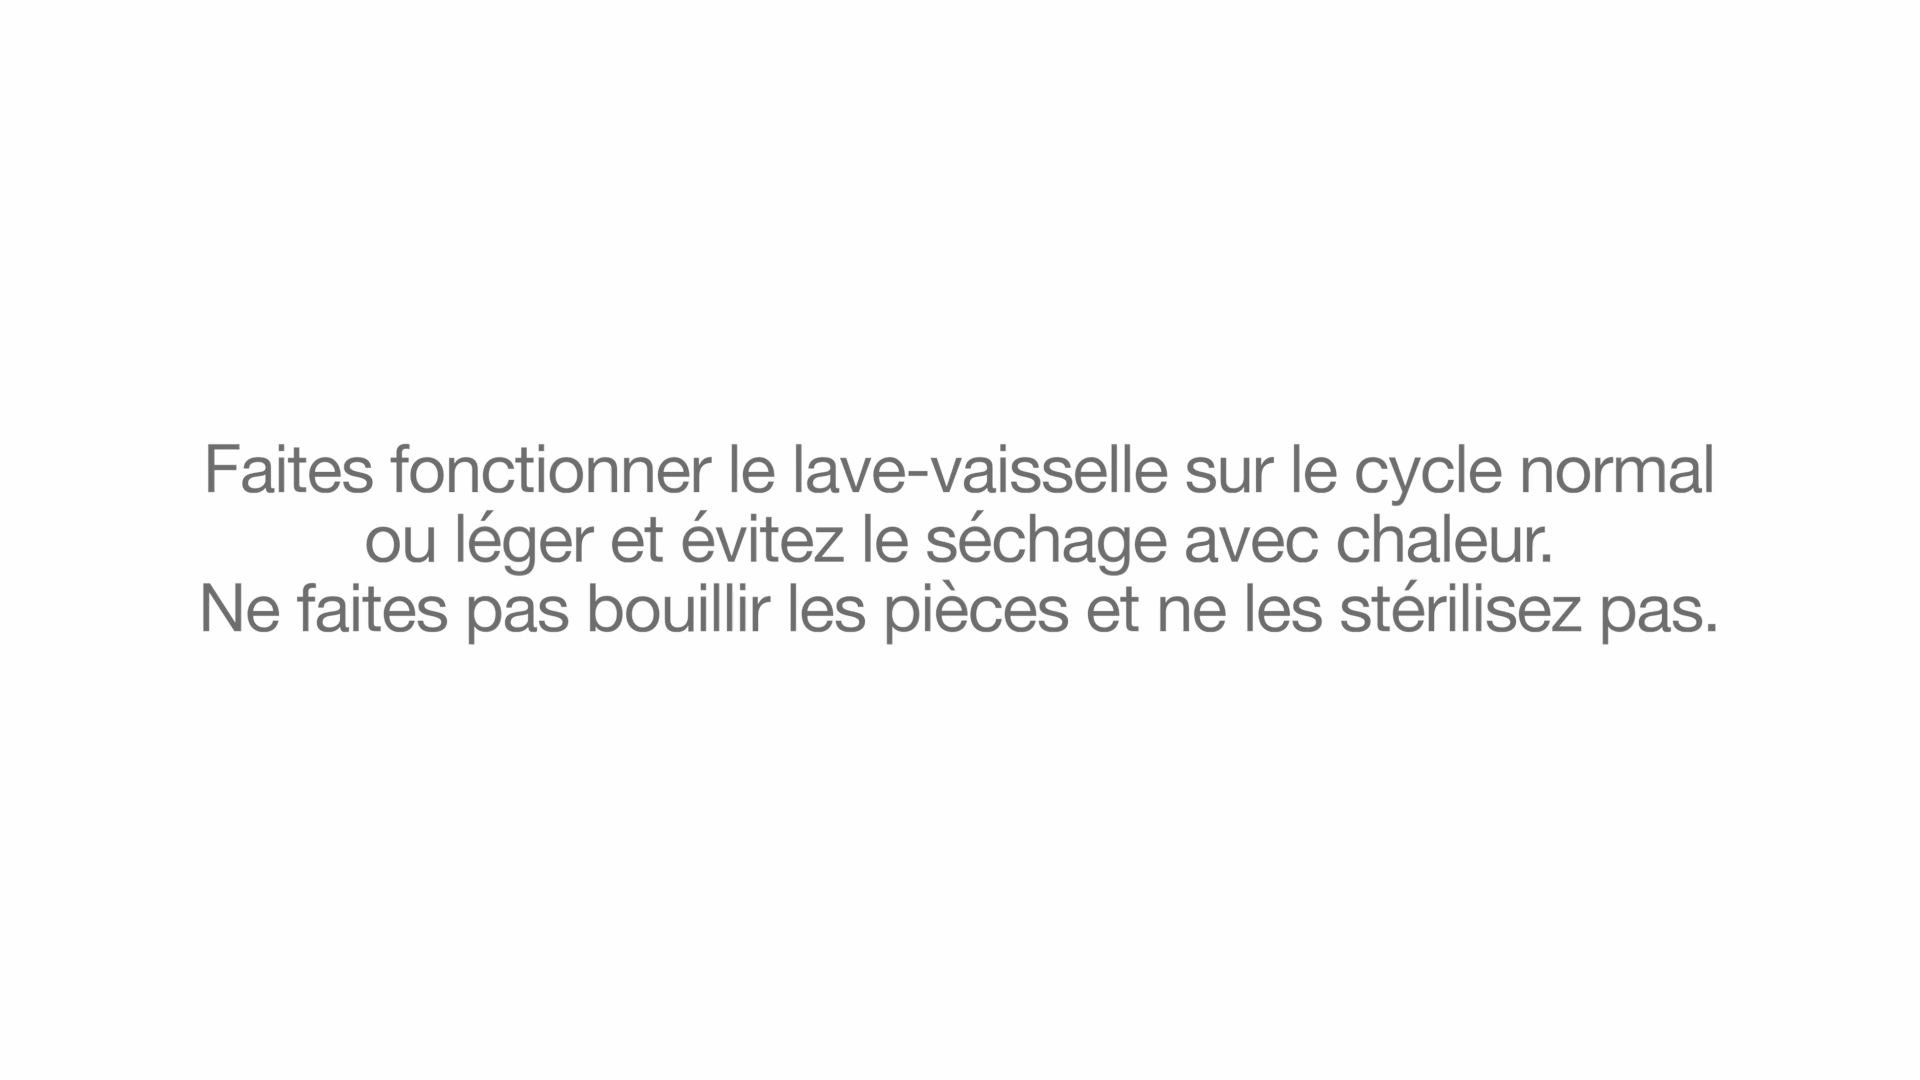 Faites fonctionner le lave-vaisselle sur le cycle normal
ou léger et évitez le séchage avec chaleur.
Ne faites pas bouillir les pièces et ne les stérilisez pas.